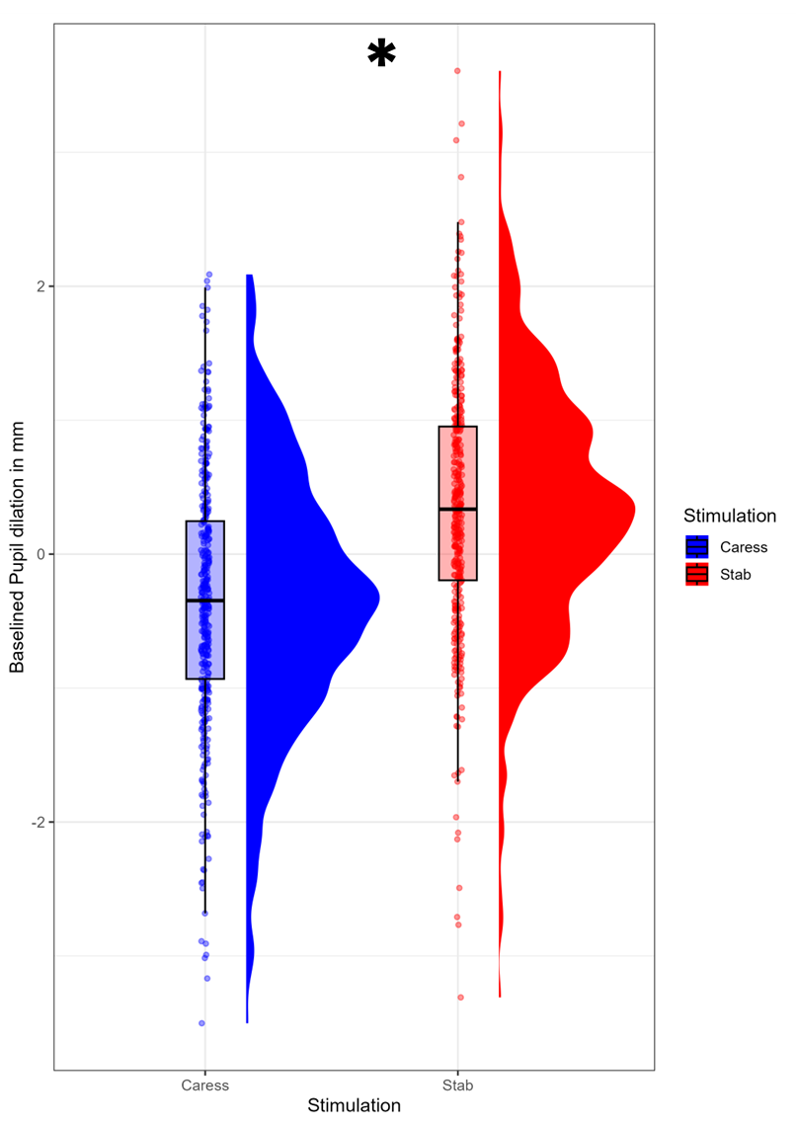 *
2
0
-2
Baselined Pupil dilation in mm
Caress
Stab
Stimulation
Stimulation
Caress
Stab